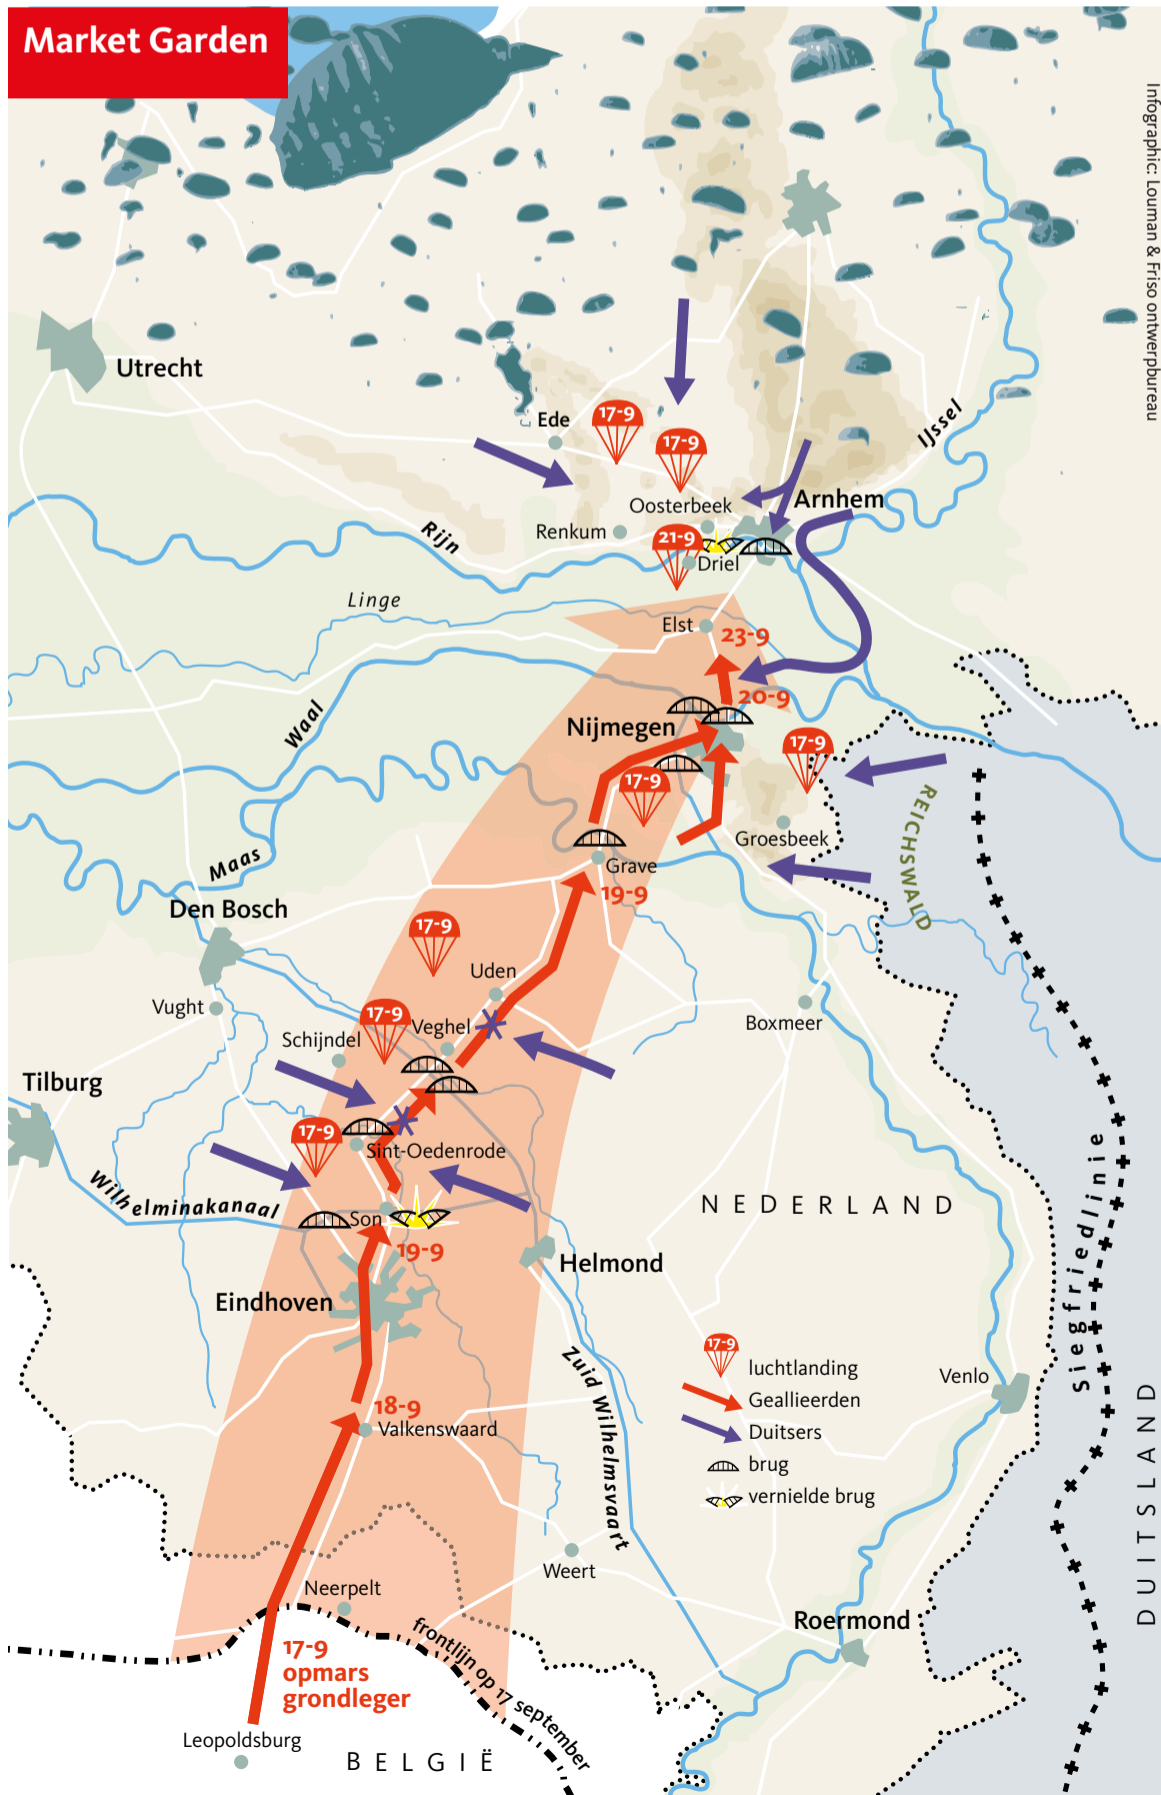 Market Garden
Infographic: Louman & Friso ontwerpbureau
Utrecht
Ede
17-9
17-9
IJssel
Oosterbeek
Arnhem
Renkum
Rijn
21-9
Driel
Linge
Elst
23-9
20-9
Waal
Nijmegen
17-9
17-9
REICHSWALD
Groesbeek
Maas
Grave
19-9
Den Bosch
17-9
Uden
Vught
17-9
Veghel
Schijndel
Boxmeer
Tilburg
17-9
Sint-Oedenrode
Wilhelminakanaal
Son
NEDERLAND
19-9
Helmond
Siegfriedlinie
Eindhoven
Zuid Wilhelmsvaart
17-9
luchtlanding
Geallieerden
Duitsers
brug
vernielde brug
Venlo
18-9
Valkenswaard
DUITSLAND
Weert
Neerpelt
Roermond
frontlijn op 17 september
17-9
opmars
grondleger
Leopoldsburg
BELGIË